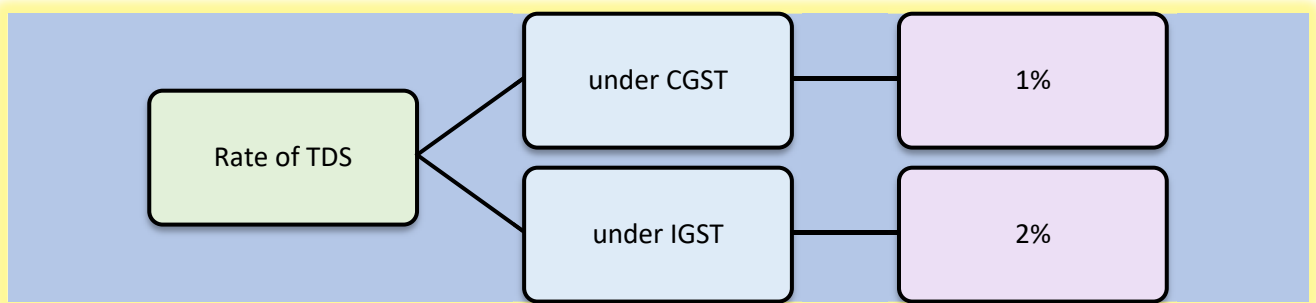 Rate of TDS
under CGST
1%
under IGST
2%